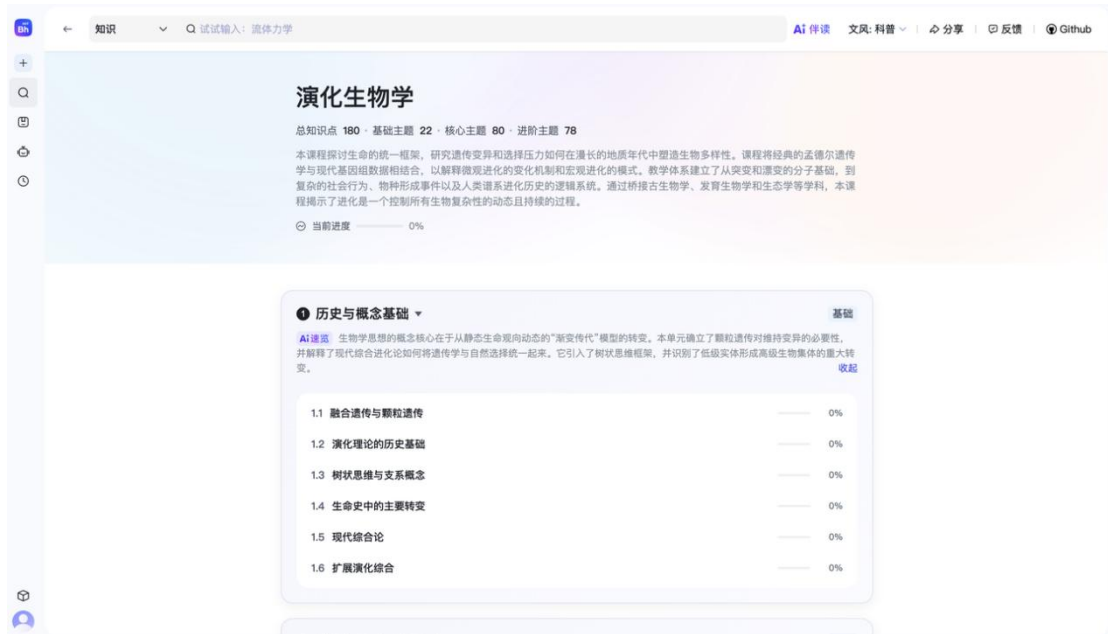 Bh
知识
试试输入：流体力学
Ai 伴读
文风: 科普
分享
反馈
Github
演化生物学
总知识点 180 · 基础主题 22 · 核心主题 80 · 进阶主题 78
本课程探讨生命的统一框架，研究遗传变异和选择压力如何在漫长的地质年代中塑造生物多样性。课程将经典的孟德尔遗传
学与现代基因组数据相结合，以解释微观进化的变化机制和宏观进化的模式。教学体系建立了从突变和漂变的分子基础，到
复杂的社会行为、物种形成事件以及人类谱系进化历史的逻辑系统。通过桥接古生物学、发育生物学和生态学等学科，本课
程揭示了进化是一个控制所有生物复杂性的动态且持续的过程。
当前进度 0%
1 历史与概念基础
基础
Ai速览 生物学思想的概念核心在于从静态生命观向动态的“渐变传代”模型的转变。本单元确立了颗粒遗传对维持变异的必要性，
并解释了现代综合进化论如何将遗传学与自然选择统一起来。它引入了树状思维框架，并识别了低级实体形成高级生物集体的重大转
变。
收起
1.1 融合遗传与颗粒遗传 0%
1.2 演化理论的历史基础 0%
1.3 树状思维与支系概念 0%
1.4 生命史中的主要转变 0%
1.5 现代综合论 0%
1.6 扩展演化综合 0%